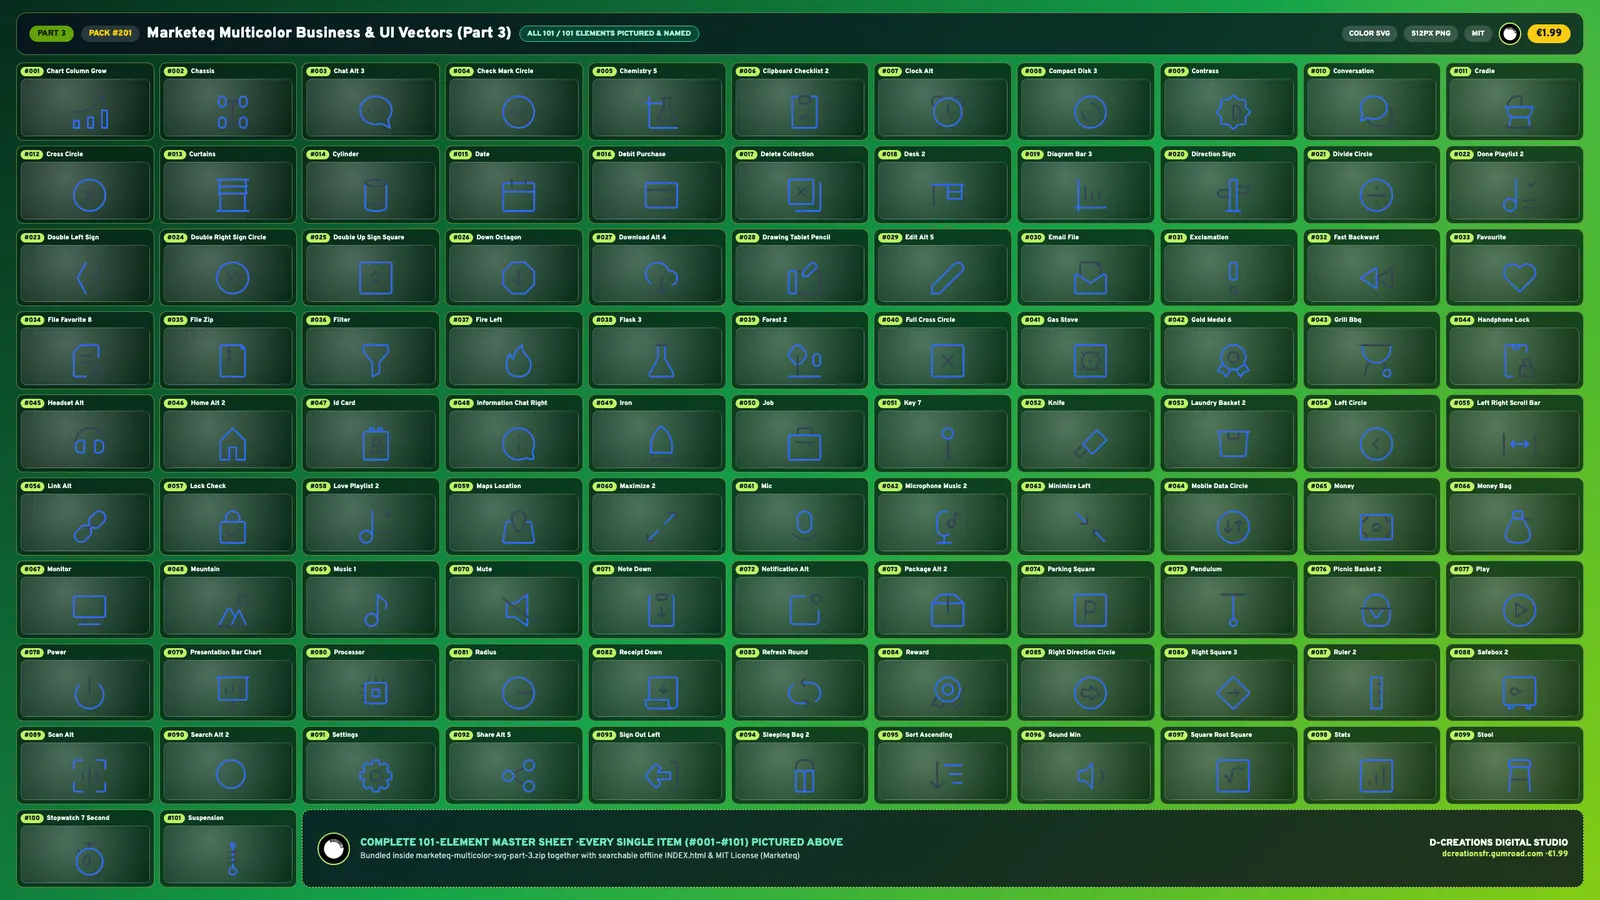 PART 3 PACK #201 Marketeq Multicolor Business & UI Vectors (Part 3) ALL 101 / 101 ELEMENTS PICTURED & NAMED COLOR SVG 512PX PNG MIT €1.99
#001 Chart Column Grow #002 Chassis #003 Chat Alt 3 #004 Check Mark Circle #005 Chemistry 5 #006 Clipboard Checklist 2 #007 Clock Alt #008 Compact Disk 3 #009 Contrass #010 Conversation #011 Cradle
#012 Cross Circle #013 Curtains #014 Cylinder #015 Date #016 Debit Purchase #017 Delete Collection #018 Desk 2 #019 Diagram Bar 3 #020 Direction Sign #021 Divide Circle #022 Done Playlist 2
#023 Double Left Sign #024 Double Right Sign Circle #025 Double Up Sign Square #026 Down Octagon #027 Download Alt 4 #028 Drawing Tablet Pencil #029 Edit Alt 5 #030 Email File #031 Exclamation #032 Fast Backward #033 Favourite
#034 File Favorite 8 #035 File Zip #036 Filter #037 Fire Left #038 Flask 3 #039 Forest 2 #040 Full Cross Circle #041 Gas Stove #042 Gold Medal 6 #043 Grill Bbq #044 Handphone Lock
#045 Headset Alt #046 Home Alt 2 #047 Id Card #048 Information Chat Right #049 Iron #050 Job #051 Key 7 #052 Knife #053 Laundry Basket 2 #054 Left Circle #055 Left Right Scroll Bar
#056 Link Alt #057 Lock Check #058 Love Playlist 2 #059 Maps Location #060 Maximize 2 #061 Mic #062 Microphone Music 2 #063 Minimize Left #064 Mobile Data Circle #065 Money #066 Money Bag
#067 Monitor #068 Mountain #069 Music 1 #070 Mute #071 Note Down #072 Notification Alt #073 Package Alt 2 #074 Parking Square #075 Pendulum #076 Picnic Basket 2 #077 Play
P
#078 Power #079 Presentation Bar Chart #080 Processor #081 Radius #082 Receipt Down #083 Refresh Round #084 Reward #085 Right Direction Circle #086 Right Square 3 #087 Ruler 2 #088 Safebox 2
#089 Scan Alt #090 Search Alt 2 #091 Settings #092 Share Alt 5 #093 Sign Out Left #094 Sleeping Bag 2 #095 Sort Ascending #096 Sound Min #097 Square Root Square #098 Stats #099 Stool
#100 Stopwatch 7 Second #101 Suspension
COMPLETE 101-ELEMENT MASTER SHEET · EVERY SINGLE ITEM (#001–#101) PICTURED ABOVE
Bundled inside marketeq-multicolor-svg-part-3.zip together with searchable offline INDEX.html & MIT License (Marketeq)
D-CREATIONS DIGITAL STUDIO
dcreationsfr.gumroad.com · €1.99